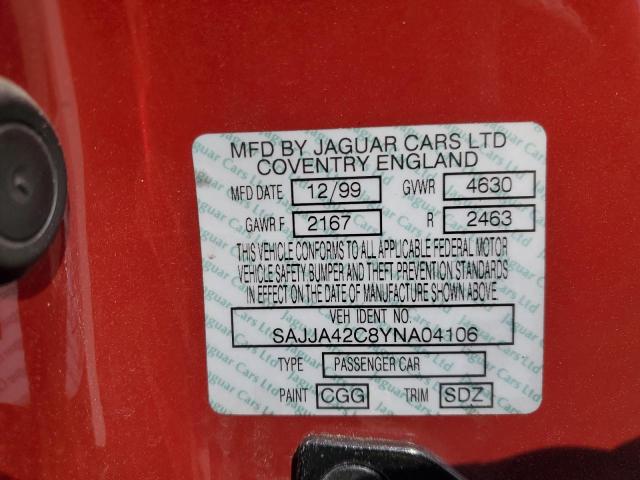 MFD BY JAGUAR CARS LTD
COVENTRY ENGLAND
MFD DATE 12/99 GVWR 4630
GAWR F 2167 R 2463
THIS VEHICLE CONFORMS TO ALL APPLICABLE FEDERAL MOTOR
VEHICLE SAFETY BUMPER AND THEFT PREVENTION STANDARDS
IN EFFECT ON THE DATE OF MANUFACTURE SHOWN ABOVE
VEH IDENT NO.
SAJJA42C8YNA04106
TYPE PASSENGER CAR
PAINT CGG TRIM SDZ